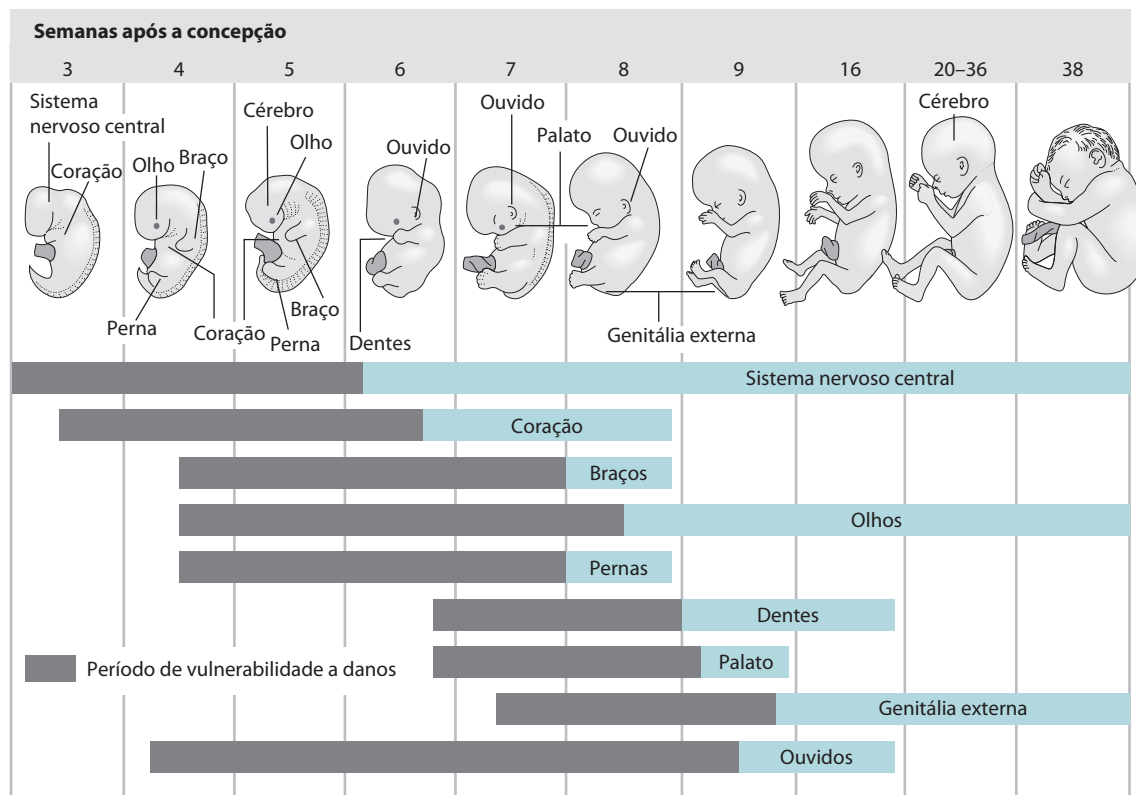 Semanas após a concepção
3 4 5 6 7 8 9 16 20–36 38
Sistema
nervoso central
Coração
Olho
Braço
Perna
Coração
Cérebro
Olho
Braço
Perna
Ouvido
Dentes
Ouvido
Palato
Ouvido
Genitália externa
Cérebro
Sistema nervoso central
Coração
Braços
Olhos
Pernas
Dentes
Período de vulnerabilidade a danos
Palato
Genitália externa
Ouvidos